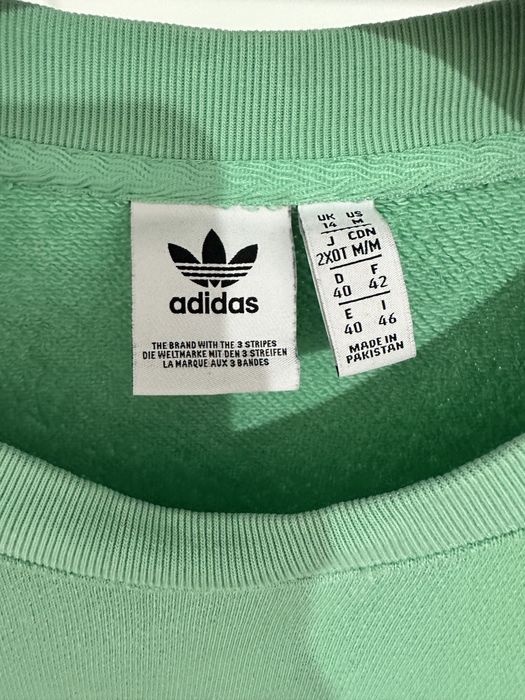 adidas
THE BRAND WITH THE 3 STRIPES
DIE WELTMARKE MIT DEN 3 STREIFEN
LA MARQUE AUX 3 BANDES
UK US
14 M
J CDN
2XOT M/M
D F
40 42
E I
40 46
MADE IN
PAKISTAN